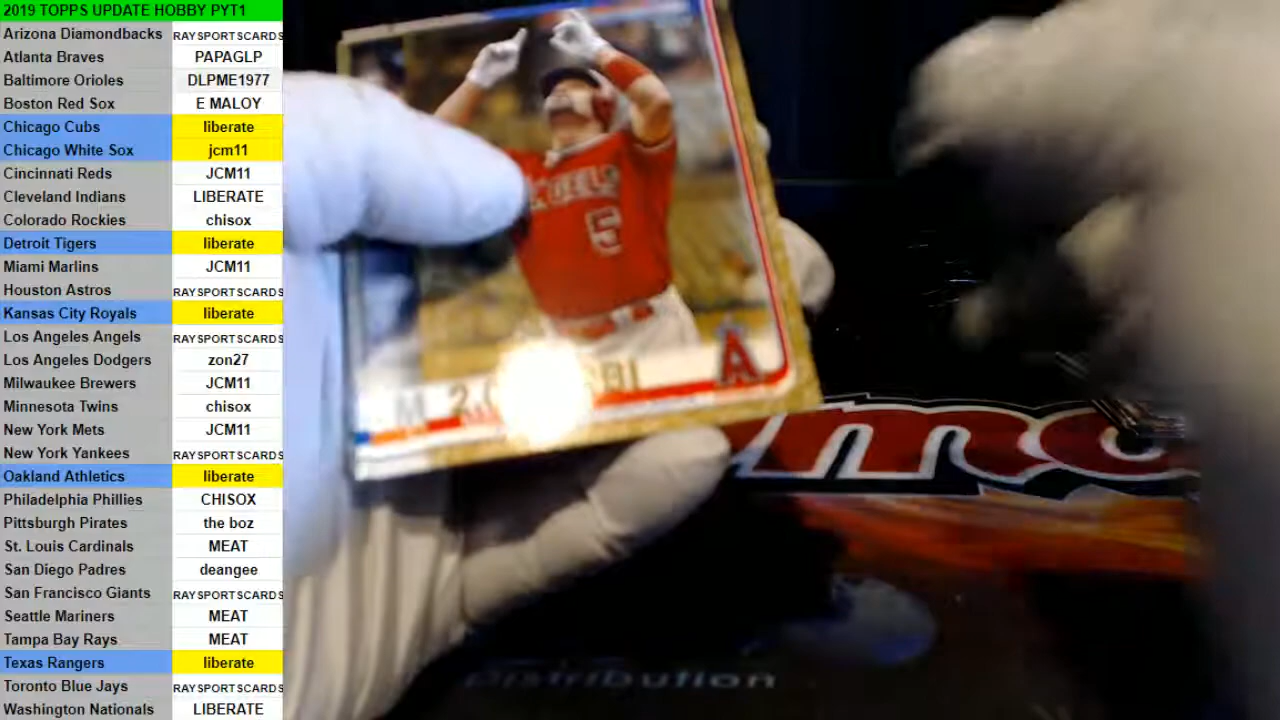 2019 TOPPS UPDATE HOBBY PYT1
Arizona Diamondbacks RAYSPORTSCARDS
Atlanta Braves PAPAGLP
Baltimore Orioles DLPME1977
Boston Red Sox E MALOY
Chicago Cubs liberate
Chicago White Sox jcm11
Cincinnati Reds JCM11
Cleveland Indians LIBERATE
Colorado Rockies chisox
Detroit Tigers liberate
Miami Marlins JCM11
Houston Astros RAYSPORTSCARDS
Kansas City Royals liberate
Los Angeles Angels RAYSPORTSCARDS
Los Angeles Dodgers zon27
Milwaukee Brewers JCM11
Minnesota Twins chisox
New York Mets JCM11
New York Yankees RAYSPORTSCARDS
Oakland Athletics liberate
Philadelphia Phillies CHISOX
Pittsburgh Pirates the boz
St. Louis Cardinals MEAT
San Diego Padres deangee
San Francisco Giants RAYSPORTSCARDS
Seattle Mariners MEAT
Tampa Bay Rays MEAT
Texas Rangers liberate
Toronto Blue Jays RAYSPORTSCARDS
Washington Nationals LIBERATE
5
A
Distribution